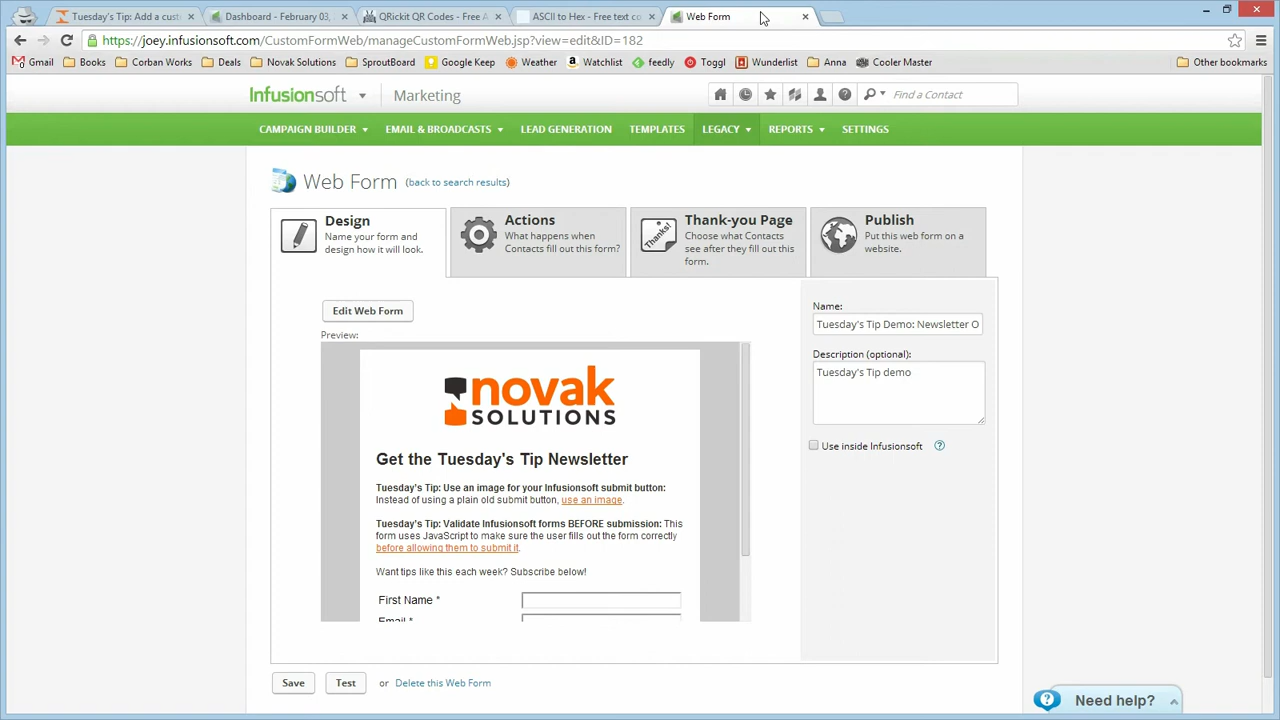 Tuesday's Tip: Add a cust
Dashboard - February 03,
QRickit QR Codes - Free A
ASCII to Hex - Free text co
Web Form
https://joey.infusionsoft.com/CustomFormWeb/manageCustomFormWeb.jsp?view=edit&ID=182
Gmail Books Corban Works Deals Novak Solutions SproutBoard Google Keep Weather Watchlist feedly Toggl Wunderlist Anna Cooler Master Other bookmarks
Infusionsoft Marketing Find a Contact
CAMPAIGN BUILDER EMAIL & BROADCASTS LEAD GENERATION TEMPLATES LEGACY REPORTS SETTINGS
Web Form (back to search results)
Design
Name your form and
design how it will look.
Actions
What happens when
Contacts fill out this form?
Thanks!
Thank-you Page
Choose what Contacts
see after they fill out this
form.
Publish
Put this web form on a
website.
Edit Web Form
Preview:
novak
SOLUTIONS
Get the Tuesday's Tip Newsletter
Tuesday's Tip: Use an image for your Infusionsoft submit button:
Instead of using a plain old submit button, use an image.
Tuesday's Tip: Validate Infusionsoft forms BEFORE submission: This
form uses JavaScript to make sure the user fills out the form correctly
before allowing them to submit it.
Want tips like this each week? Subscribe below!
First Name *
Email *
Name:
Tuesday's Tip Demo: Newsletter O
Description (optional):
Tuesday's Tip demo
Use inside Infusionsoft ?
Save Test or Delete this Web Form
Need help?